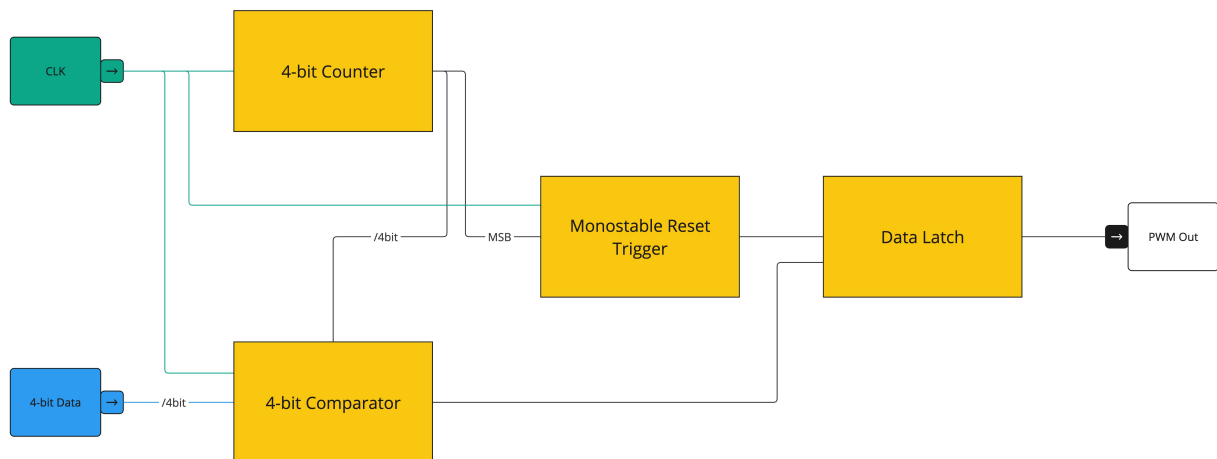 CLK
→
4-bit Counter
/4bit
MSB
Monostable Reset
Trigger
Data Latch
→
PWM Out
4-bit Data
→
/4bit
4-bit Comparator